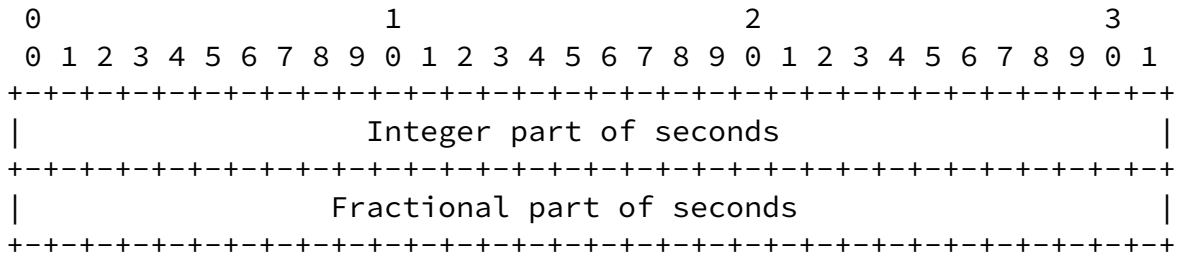 0                   1                   2                   3
 0 1 2 3 4 5 6 7 8 9 0 1 2 3 4 5 6 7 8 9 0 1 2 3 4 5 6 7 8 9 0 1
+-+-+-+-+-+-+-+-+-+-+-+-+-+-+-+-+-+-+-+-+-+-+-+-+-+-+-+-+-+-+-+-+
|                   Integer part of seconds                     |
+-+-+-+-+-+-+-+-+-+-+-+-+-+-+-+-+-+-+-+-+-+-+-+-+-+-+-+-+-+-+-+-+
|                 Fractional part of seconds                    |
+-+-+-+-+-+-+-+-+-+-+-+-+-+-+-+-+-+-+-+-+-+-+-+-+-+-+-+-+-+-+-+-+